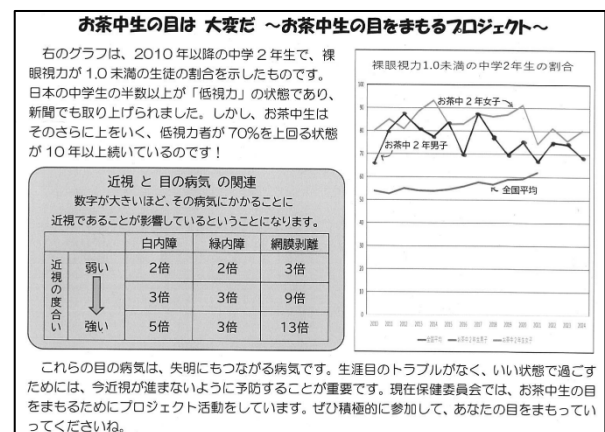 お茶中生の目は 大変だ ～お茶中生の目をまもるプロジェクト～
右のグラフは、2010年以降の中学2年生で、裸
眼視力が1.0未満の生徒の割合を示したものです。
日本の中学生の半数以上が「低視力」の状態であり、
新聞でも取り上げられました。しかし、お茶中生は
そのさらに上をいく、低視力者が70％を上回る状態
が10年以上続いているのです！
近視 と 目の病気 の関連
数字が大きいほど、その病気にかかることに
近視であることが影響しているということになります。
白内障 緑内障 網膜剥離
近視の度合い
弱い 2倍 2倍 3倍
3倍 3倍 9倍
強い 5倍 3倍 13倍
裸眼視力1.0未満の中学2年生の割合
お茶中2年女子
お茶中2年男子
全国平均
これらの目の病気は、失明にもつながる病気です。生涯目のトラブルがなく、いい状態で過ごす
ためには、今近視が進まないように予防することが重要です。現在保健委員会では、お茶中生の目
をまもるためにプロジェクト活動をしています。ぜひ積極的に参加して、あなたの目をまもってい
ってくださいね。